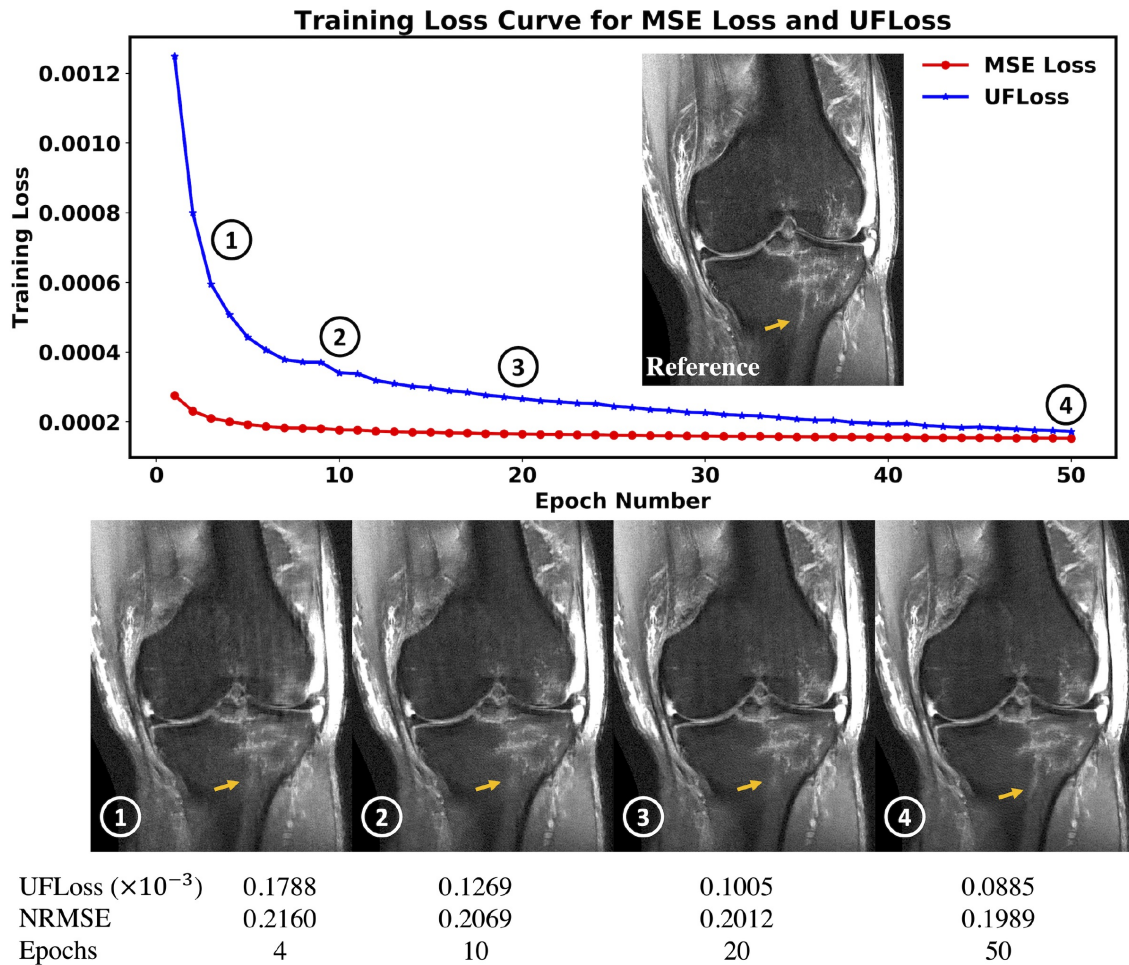 Training Loss Curve for MSE Loss and UFLoss
MSE Loss
UFLoss
Training Loss
0.0012
0.0010
0.0008
0.0006
0.0004
0.0002
1
2
3
4
Reference
0 10 20 30 40 50
Epoch Number
1 2 3 4
UFLoss (×10⁻³) 0.1788 0.1269 0.1005 0.0885
NRMSE 0.2160 0.2069 0.2012 0.1989
Epochs 4 10 20 50